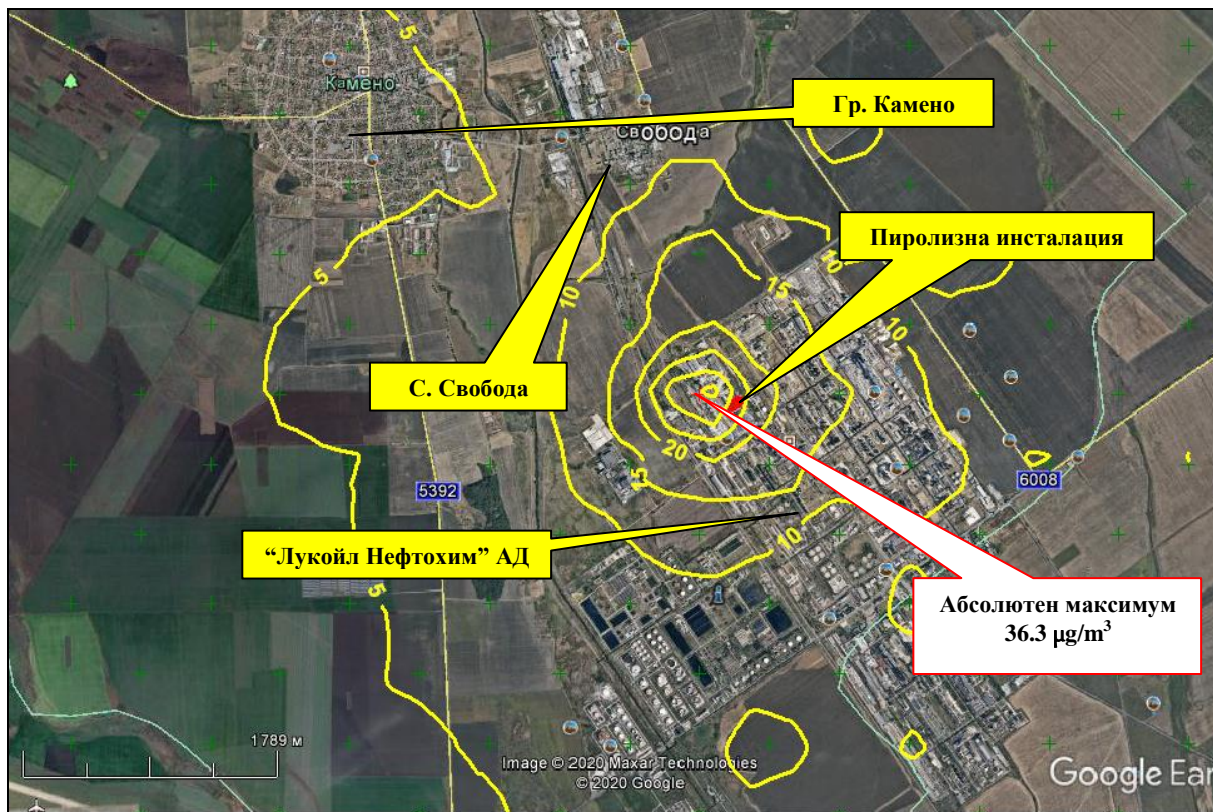 5
Камено
Гр. Камено
Свобода
Пиролизна инсталация
10
5
15
10
10
С. Свобода
20
15
5392
6008
“Лукойл Нефтохим” АД
10
5
Абсолютен максимум
36.3 µg/m³
1789 м
Image © 2020 Maxar Technologies
© 2020 Google
Google Ear